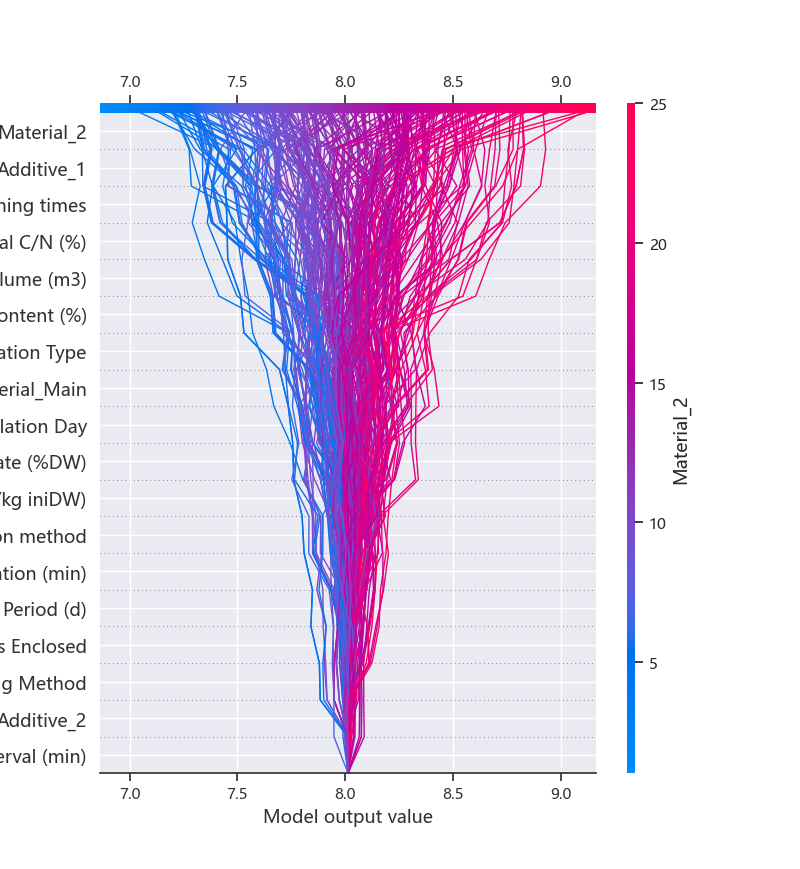 7.0 7.5 8.0 8.5 9.0
Material_2
Additive_1
ning times
al C/N (%)
lume (m3)
ontent (%)
ation Type
erial_Main
lation Day
ate (%DW)
/kg iniDW)
on method
ation (min)
Period (d)
s Enclosed
g Method
Additive_2
erval (min)
7.0 7.5 8.0 8.5 9.0
Model output value
25
20
15
10
5
Material_2